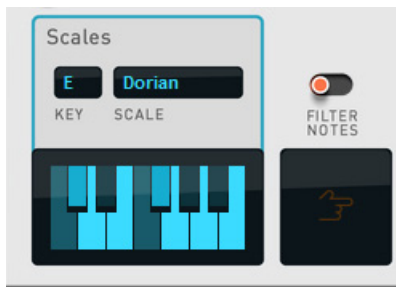 Scales
E Dorian
KEY SCALE
FILTER
NOTES